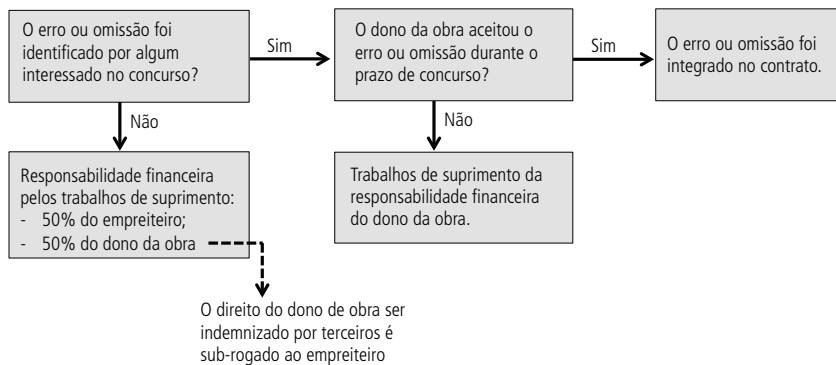 O erro ou omissão foi
identificado por algum
interessado no concurso?
Sim
O dono da obra aceitou o
erro ou omissão durante o
prazo de concurso?
Sim
O erro ou omissão foi
integrado no contrato.
Não
Não
Responsabilidade financeira
pelos trabalhos de suprimento:
- 50% do empreiteiro;
- 50% do dono da obra
Trabalhos de suprimento da
responsabilidade financeira
do dono da obra.
O direito do dono de obra ser
indemnizado por terceiros é
sub-rogado ao empreiteiro